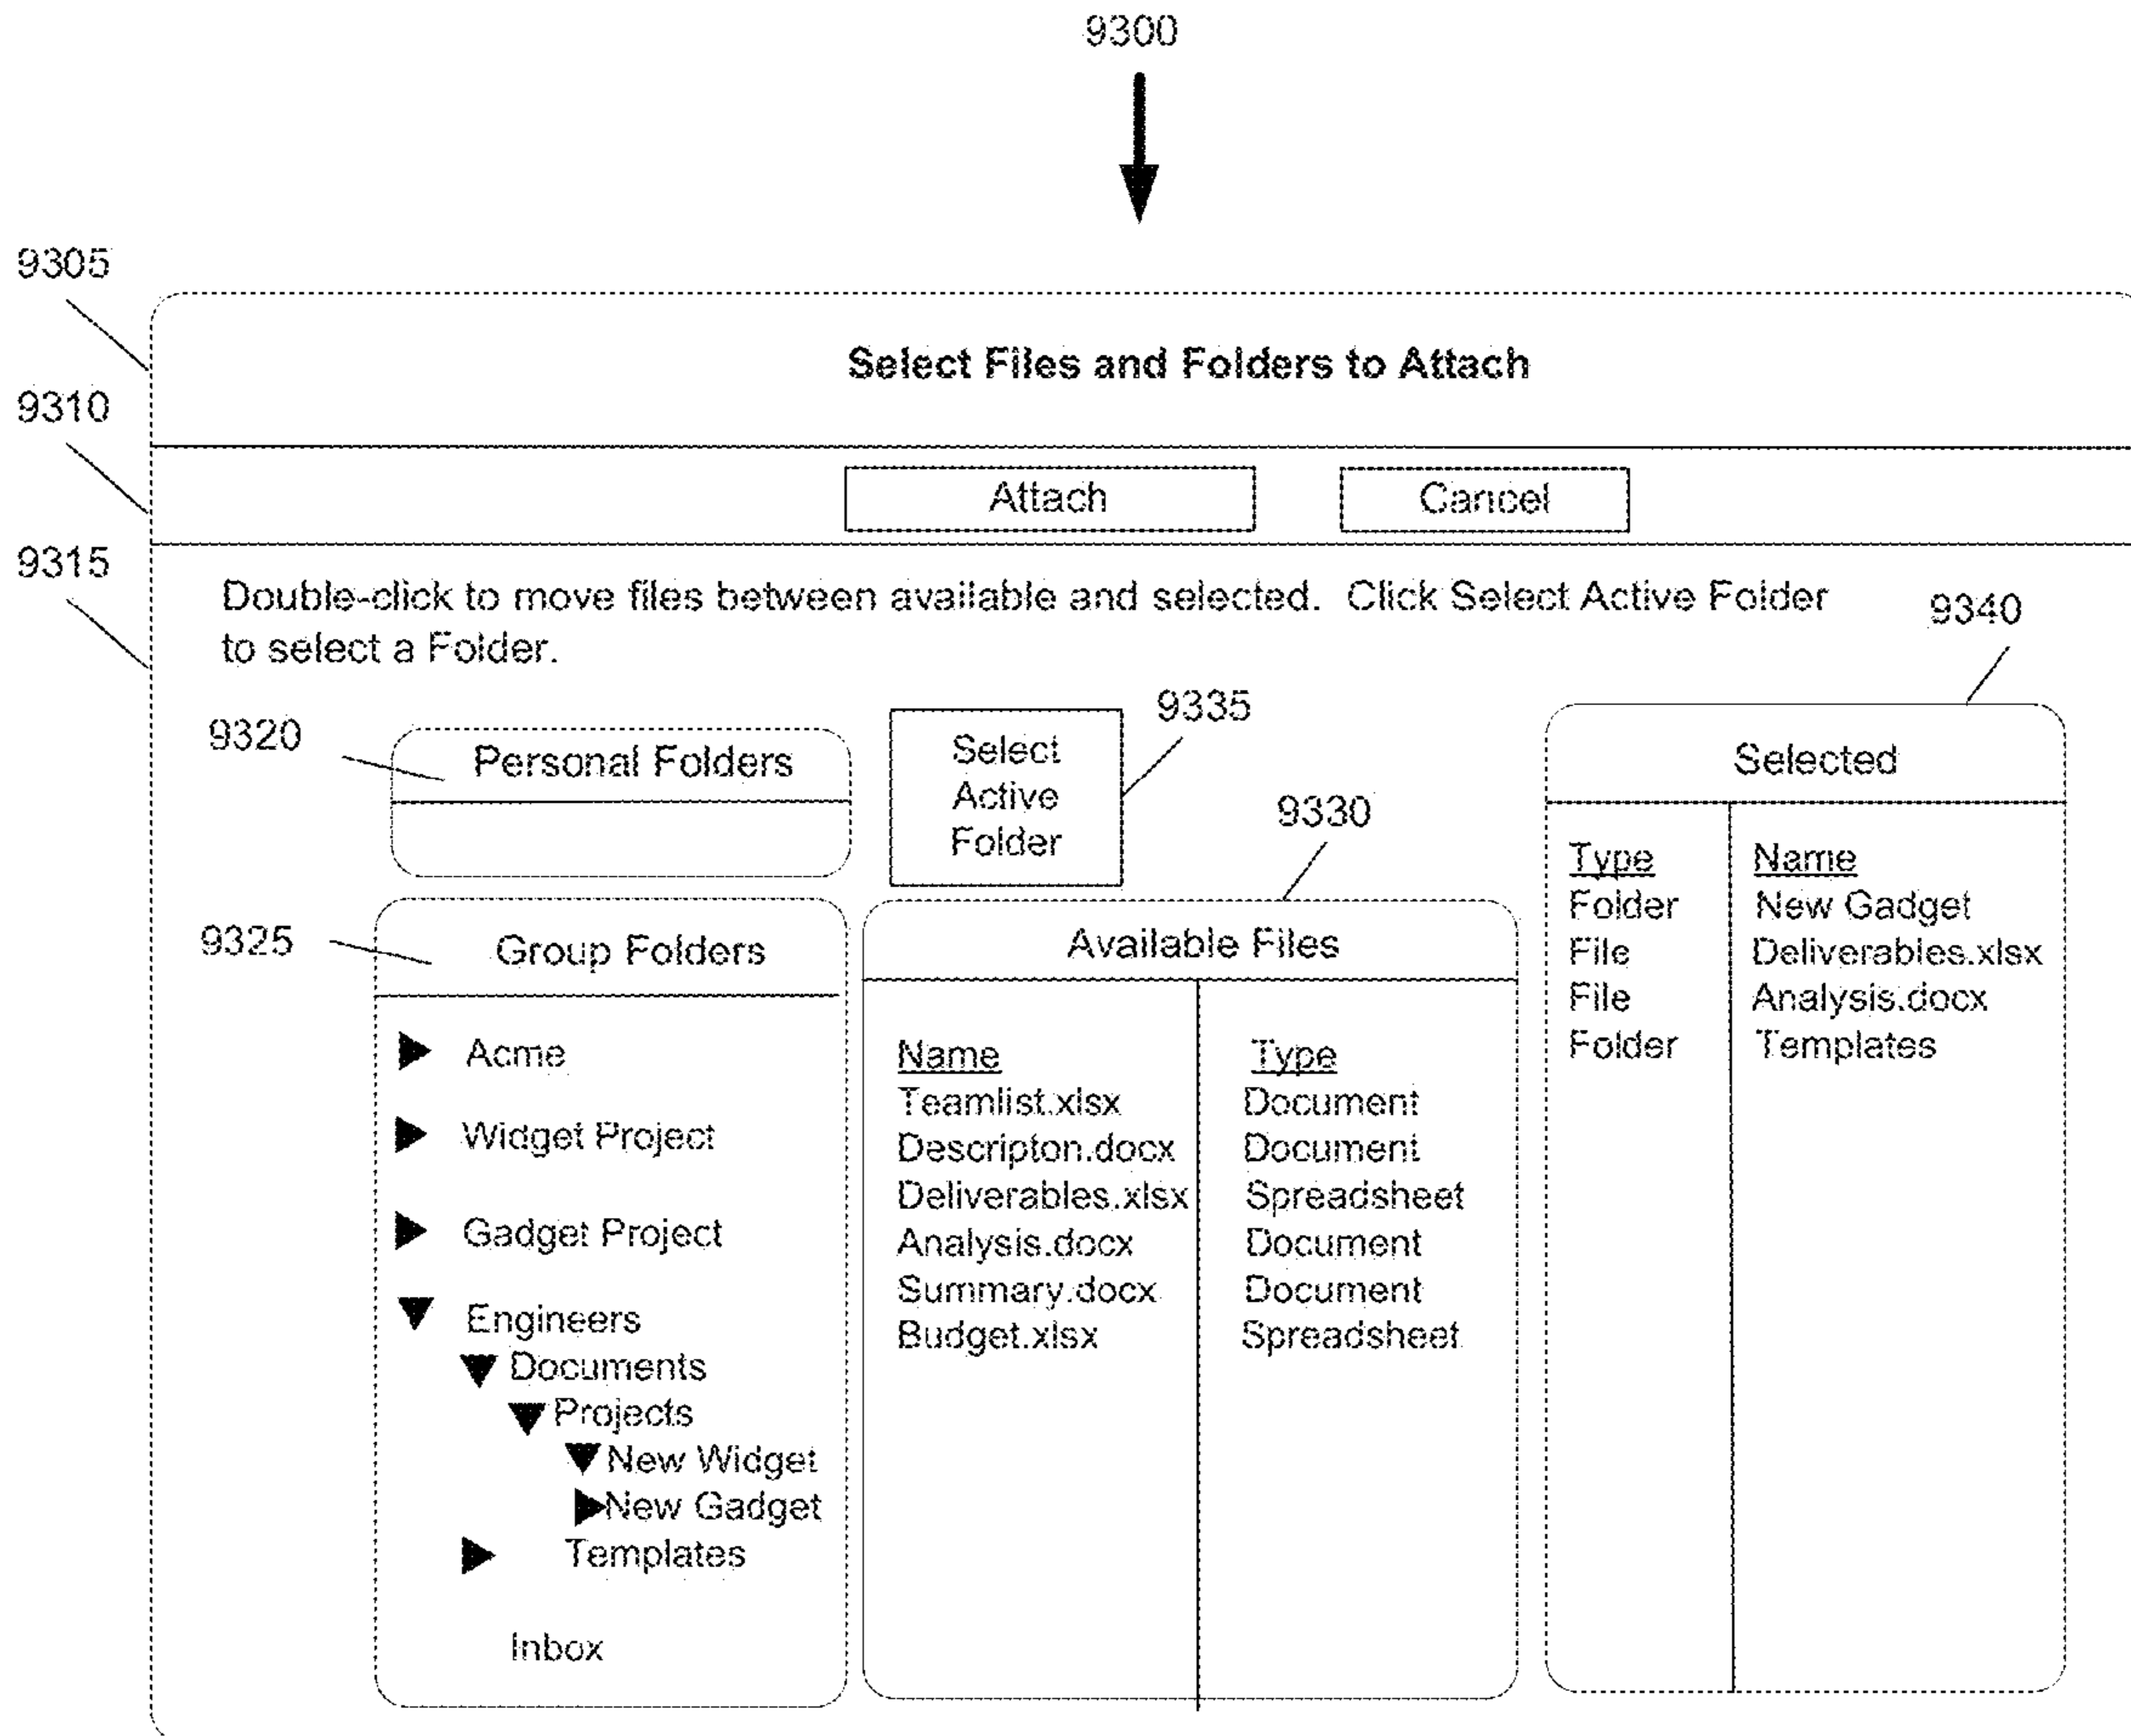 9300
9305
Select Files and Folders to Attach
9310
Attach Cancel
9315
Double-click to move files between available and selected. Click Select Active Folder
to select a Folder.
9340
9320
Personal Folders
Select
Active
Folder
9335
9330
Selected
Type Name
Folder New Gadget
File Deliverables.xlsx
File Analysis.docx
Folder Templates
9325
Group Folders
Acme
Widget Project
Gadget Project
Engineers
Documents
Projects
New Widget
New Gadget
Templates
Inbox
Available Files
Name Type
Teamlist.xlsx Document
Descripton.docx Document
Deliverables.xlsx Spreadsheet
Analysis.docx Document
Summary.docx Document
Budget.xlsx Spreadsheet